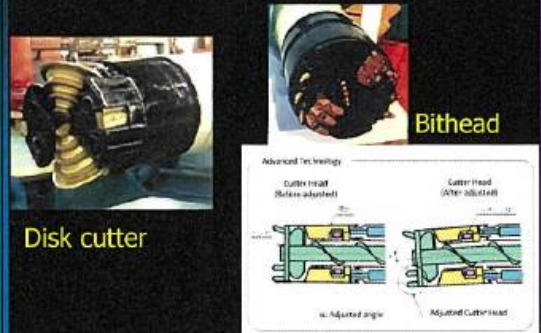 Disk cutter
Bithead
Advanced Technology
Cutter Head
(Before adjusted)
Cutter Head
(After adjusted)
α: Adjusted angle
Adjusted Cutter Head